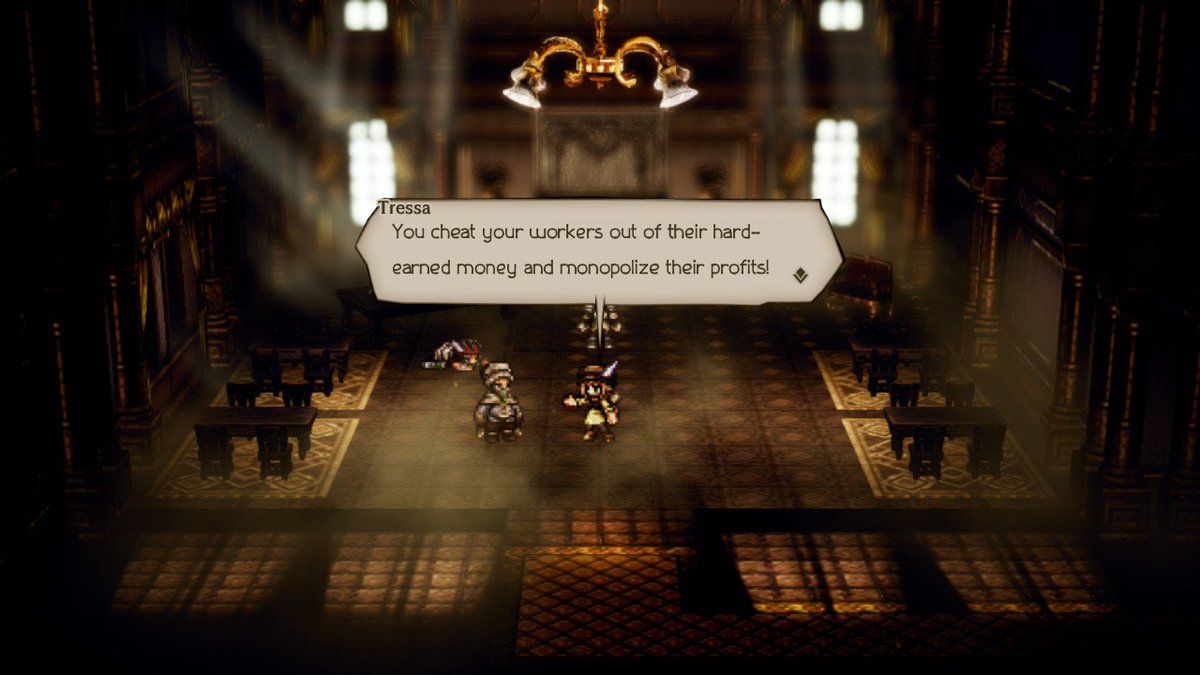 Tressa
You cheat your workers out of their hard-
earned money and monopolize their profits!